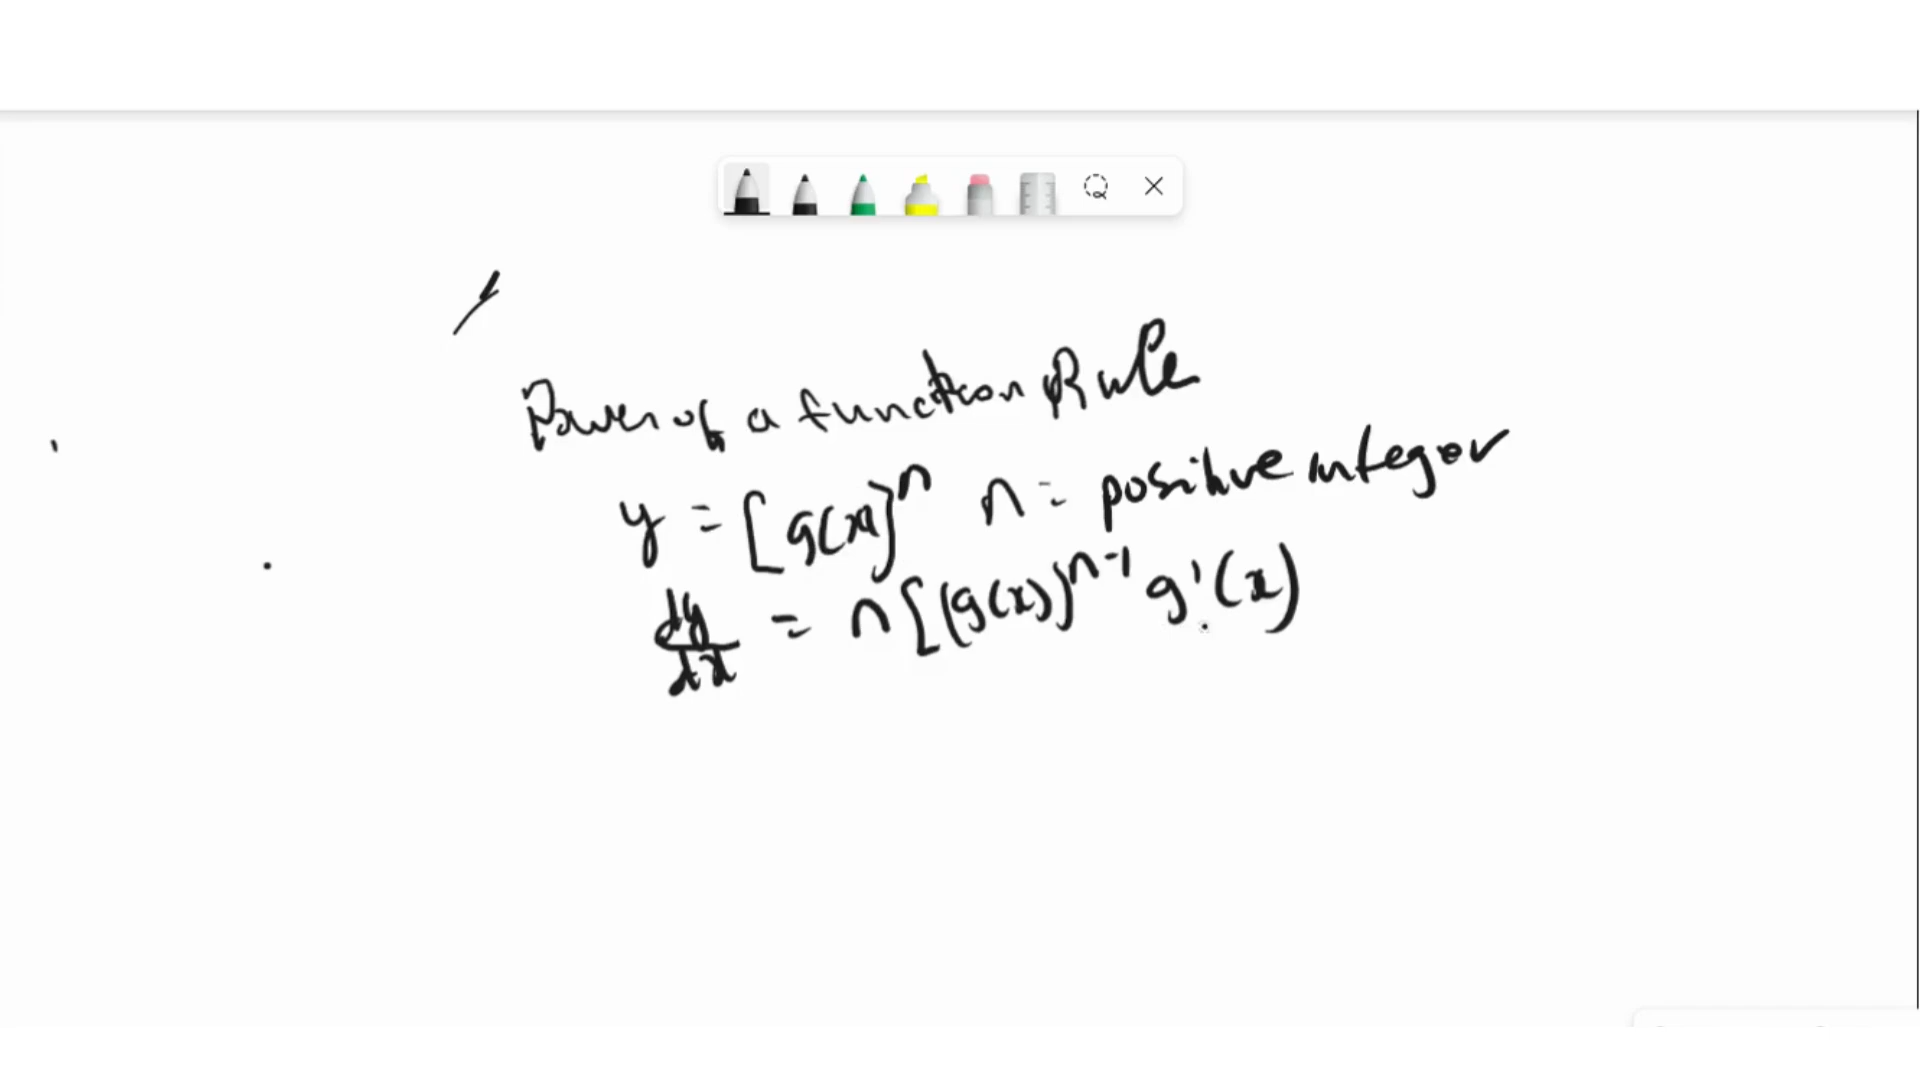 Power of a function Rule
y = [g(x)]^n n = positive integer
dy/dx = n[(g(x))]^n-1 g'(x)